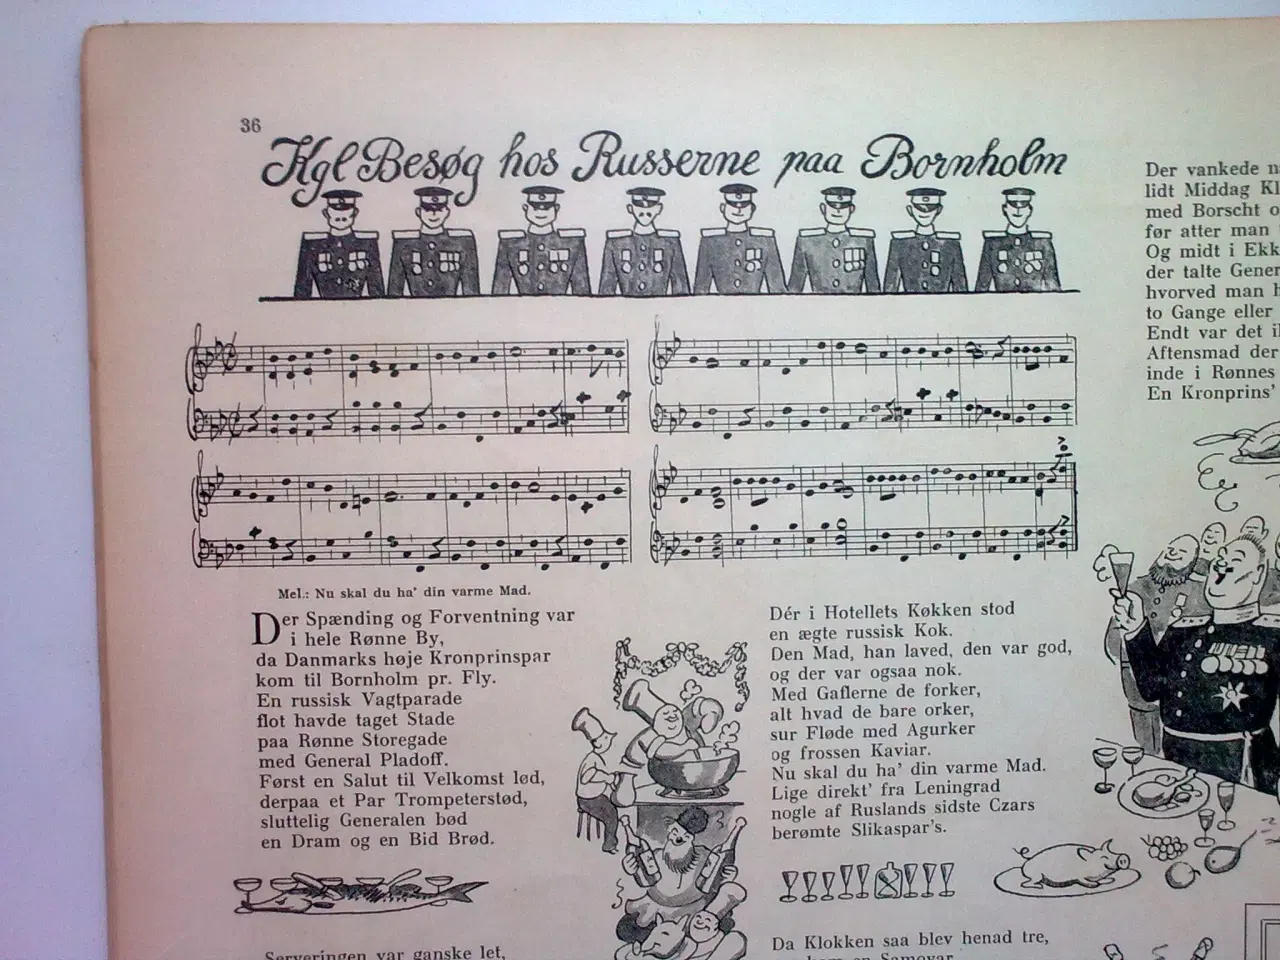 36
Kgl Besøg hos Russerne paa Bornholm
Mel.: Nu skal du ha' din varme Mad.
Der Spænding og Forventning var
i hele Rønne By,
da Danmarks høje Kronprinspar
kom til Bornholm pr. Fly.
En russisk Vagtparade
flot havde taget Stade
paa Rønne Storegade
med General Pladoff.
Først en Salut til Velkomst lød,
derpaa et Par Trompeterstød,
sluttelig Generalen bød
en Dram og en Bid Brød.
Serveringen var ganske let,
Dér i Hotellets Køkken stod
en ægte russisk Kok.
Den Mad, han laved, den var god,
og der var ogsaa nok.
Med Gaflerne de forker,
alt hvad de bare orker,
sur Fløde med Agurker
og frossen Kaviar.
Nu skal du ha' din varme Mad.
Lige direkt' fra Leningrad
nogle af Ruslands sidste Czars
berømte Slikaspar's.
Da Klokken saa blev henad tre,
kom en Samovar
Der vankede
lidt Middag Kl
med Borscht
før atter man
Og midt i Ekk
der talte Gener
hvorved man
to Gange eller
Endt var det
Aftensmad der
inde i Rønnes
En Kronprins'